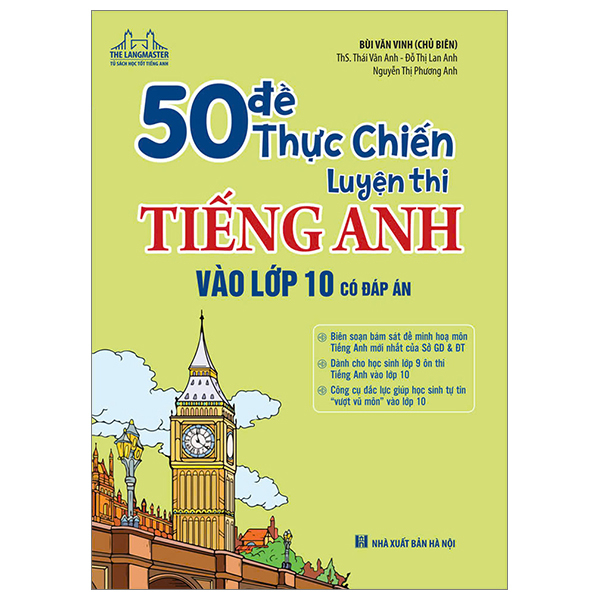 THE LANGMASTER
TỦ SÁCH HỌC TỐT TIẾNG ANH
BÙI VĂN VINH (CHỦ BIÊN)
ThS. Thái Vân Anh - Đỗ Thị Lan Anh
Nguyễn Thị Phương Anh
50 đề
Thực Chiến
Luyện thi
TIẾNG ANH
VÀO LỚP 10 CÓ ĐÁP ÁN
Biên soạn bám sát đề minh hoạ môn
Tiếng Anh mới nhất của Sở GD & ĐT
Dành cho học sinh lớp 9 ôn thi
Tiếng Anh vào lớp 10
Công cụ đắc lực giúp học sinh tự tin
"vượt vũ môn" vào lớp 10
NHÀ XUẤT BẢN HÀ NỘI